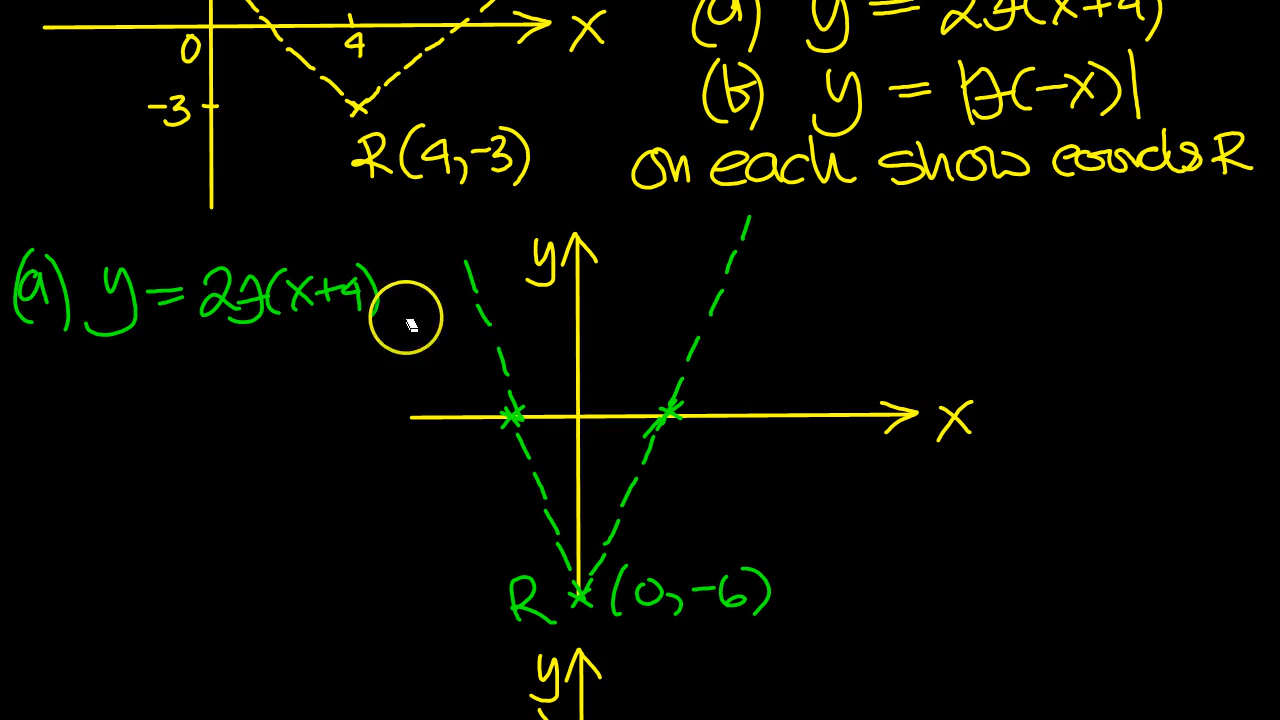 x
0 4
-3
R(4,-3)
(a) y = 2f(x+4)
(b) y = |f(-x)|
on each show coords R
(a) y = 2f(x+4)
y
x
R (0,-6)
y